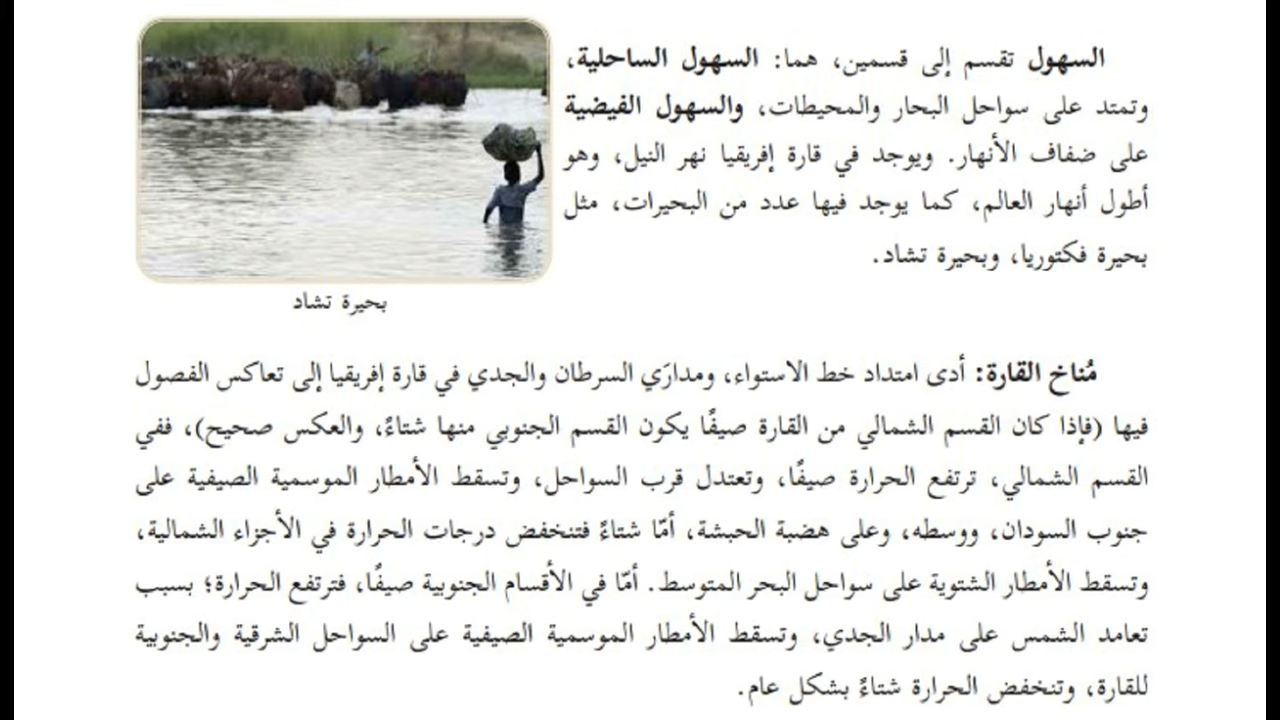 السهول تقسم إلى قسمين، هما: السهول الساحلية،
وتمتد على سواحل البحار والمحيطات، والسهول الفيضية
على ضفاف الأنهار. ويوجد في قارة إفريقيا نهر النيل، وهو
أطول أنهار العالم، كما يوجد فيها عدد من البحيرات، مثل
بحيرة فكتوريا، وبحيرة تشاد.
بحيرة تشاد
مُناخ القارة: أدى امتداد خط الاستواء، ومدارَي السرطان والجدي في قارة إفريقيا إلى تعاكس الفصول
فيها (فإذا كان القسم الشمالي من القارة صيفًا يكون القسم الجنوبي منها شتاءً، والعكس صحيح)، ففي
القسم الشمالي، ترتفع الحرارة صيفًا، وتعتدل قرب السواحل، وتسقط الأمطار الموسمية الصيفية على
جنوب السودان، ووسطه، وعلى هضبة الحبشة، أمّا شتاءً فتنخفض درجات الحرارة في الأجزاء الشمالية،
وتسقط الأمطار الشتوية على سواحل البحر المتوسط. أمّا في الأقسام الجنوبية صيفًا، فترتفع الحرارة؛ بسبب
تعامد الشمس على مدار الجدي، وتسقط الأمطار الموسمية الصيفية على السواحل الشرقية والجنوبية
للقارة، وتنخفض الحرارة شتاءً بشكل عام.